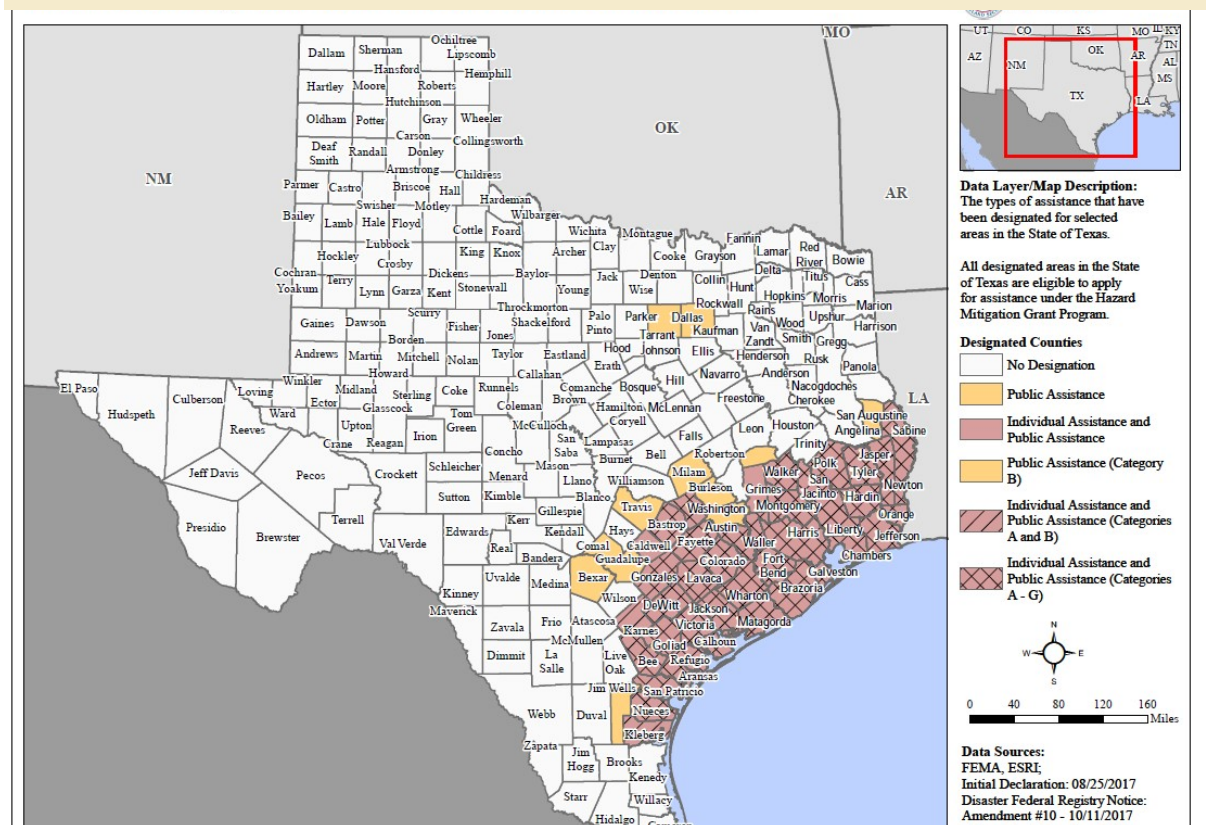 MO
Ochiltree
Dallam Sherman Lipscomb
Hansford Hemphill
Hartley Moore Roberts
Hutchinson
Oldham Potter Gray Wheeler
Carson Collingsworth
Deaf
Smith Randall Donley
Armstrong Childress
Parmer Castro Briscoe Hall
Swisher Motley Hardeman
Bailey Lamb Hale Floyd Cottle Foard Wilbarger
Wichita Montague
Hockley Lubbock King Knox Archer Clay Cooke Grayson Fannin Lamar Red
River Bowie
Crosby
Cochran Dickens Baylor Jack Denton Collin Hunt Delta Titus Cass
Yoakum Terry Lynn Garza Kent Stonewall Young Wise Rockwall Hopkins Morris Marion
Throckmorton
Scurry Shackelford Palo
Pinto Parker Dallas Rains Upshur Harrison
Gaines Dawson Borden Fisher Jones Tarrant Kaufman Van
Zandt Wood Smith Gregg
Andrews Martin Mitchell Nolan Taylor Eastland Hood Johnson Ellis Henderson Rusk Panola
Howard Callahan Erath Navarro Anderson Nacogdoches
El Paso Culberson Loving Winkler Midland Sterling Coke Runnels Comanche Bosque Hill Freestone Cherokee
Hudspeth Ector Glasscock Coleman Brown Hamilton McLennan San Augustine
Ward Upton Tom
Green McCulloch Coryell Leon Houston Angelina Sabine
Reeves Crane Reagan Irion Concho San
Saba Lampasas Falls Trinity
Jeff Davis Pecos Crockett Schleicher Menard Mason Burnet Bell Robertson Polk Jasper
Llano Williamson Milam Walker San
Jacinto Tyler Newton
Sutton Kimble Blanco Burleson Grimes Hardin
Presidio Terrell Gillespie Travis Washington Montgomery Orange
Brewster Val Verde Edwards Kerr Kendall Hays Bastrop Austin Harris Liberty Jefferson
Real Bandera Comal Caldwell Fayette Waller Chambers
Guadalupe Colorado Fort
Bend Galveston
Kinney Uvalde Medina Bexar Gonzales Lavaca Brazoria
Maverick Wilson DeWitt Wharton
Zavala Frio Atascosa Karnes Jackson Matagorda
McMullen Victoria
Dimmit La
Salle Live
Oak Goliad Calhoun
Bee Refugio
Aransas
Jim Wells San Patricio
Webb Duval Nueces
Kleberg
Zapata Jim
Hogg Brooks
Kenedy
Starr Willacy
Hidalgo
NM
OK
AR
LA
UT CO KS MO KY
TN
AZ NM OK AR AL
MS
TX LA
Data Layer/Map Description:
The types of assistance that have
been designated for selected
areas in the State of Texas.
All designated areas in the State
of Texas are eligible to apply
for assistance under the Hazard
Mitigation Grant Program.
Designated Counties
No Designation
Public Assistance
Individual Assistance and
Public Assistance
Public Assistance (Category
B)
Individual Assistance and
Public Assistance (Categories
A and B)
Individual Assistance and
Public Assistance (Categories
A - G)
N
W E
S
0 40 80 120 160
Miles
Data Sources:
FEMA, ESRI;
Initial Declaration: 08/25/2017
Disaster Federal Registry Notice:
Amendment #10 - 10/11/2017